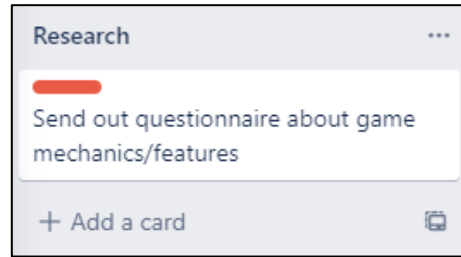 Research
Send out questionnaire about game
mechanics/features
+ Add a card